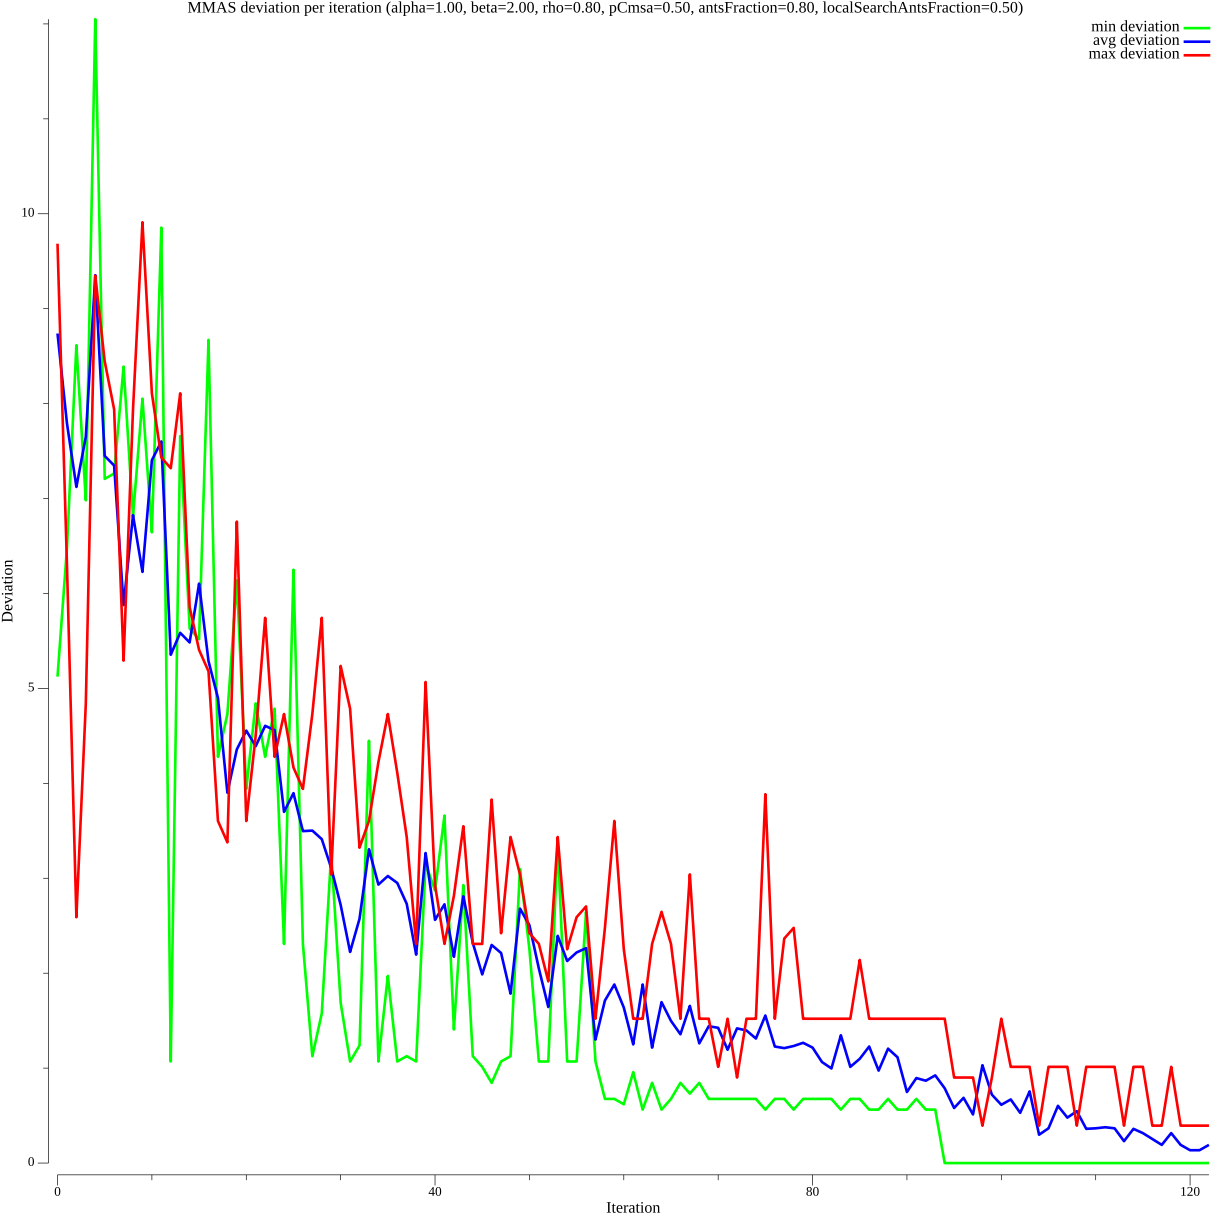 MMAS deviation per iteration (alpha=1.00, beta=2.00, rho=0.80, pCmsa=0.50, antsFraction=0.80, localSearchAntsFraction=0.50)
min deviation
avg deviation
max deviation
10
5
0
Deviation
0 40 80 120
Iteration